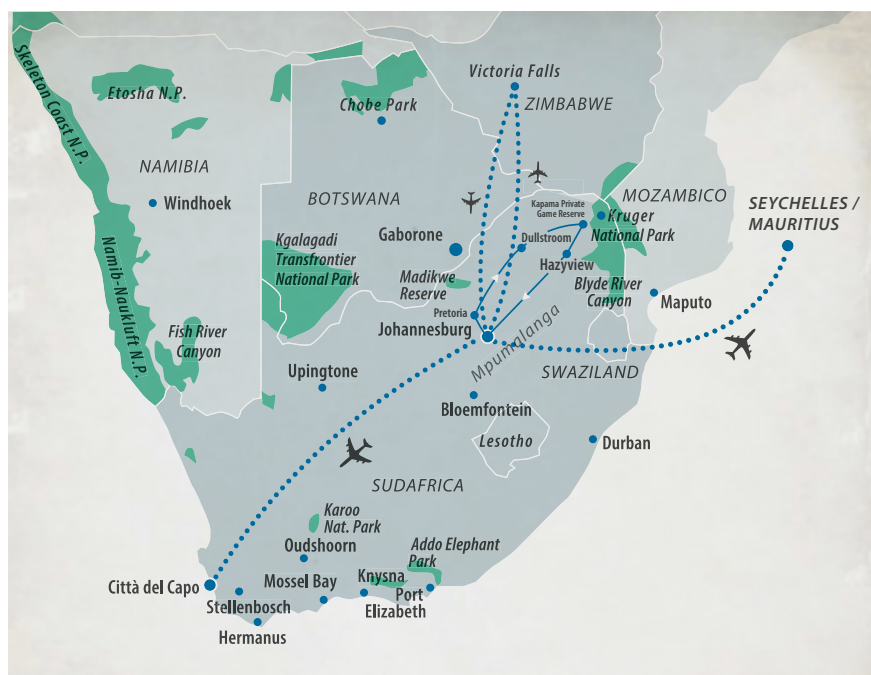 Skeleton Coast N.P.
Etosha N.P.
Chobe Park
Victoria Falls
ZIMBABWE
NAMIBIA
Windhoek
BOTSWANA
MOZAMBICO
SEYCHELLES /
MAURITIUS
Kapama Private
Game Reserve
Kruger
National Park
Gaborone
Dullstroom
Kgalagadi
Transfrontier
National Park
Hazyview
Madikwe
Reserve
Blyde River
Canyon
Namib-Naukluft N.P.
Maputo
Pretoria
Johannesburg
Mpumalanga
Fish River
Canyon
Upingtone
SWAZILAND
Bloemfontein
Lesotho
Durban
SUDAFRICA
Karoo
Nat. Park
Oudshoorn
Addo Elephant
Park
Città del Capo
Stellenbosch
Hermanus
Mossel Bay
Knysna
Port
Elizabeth